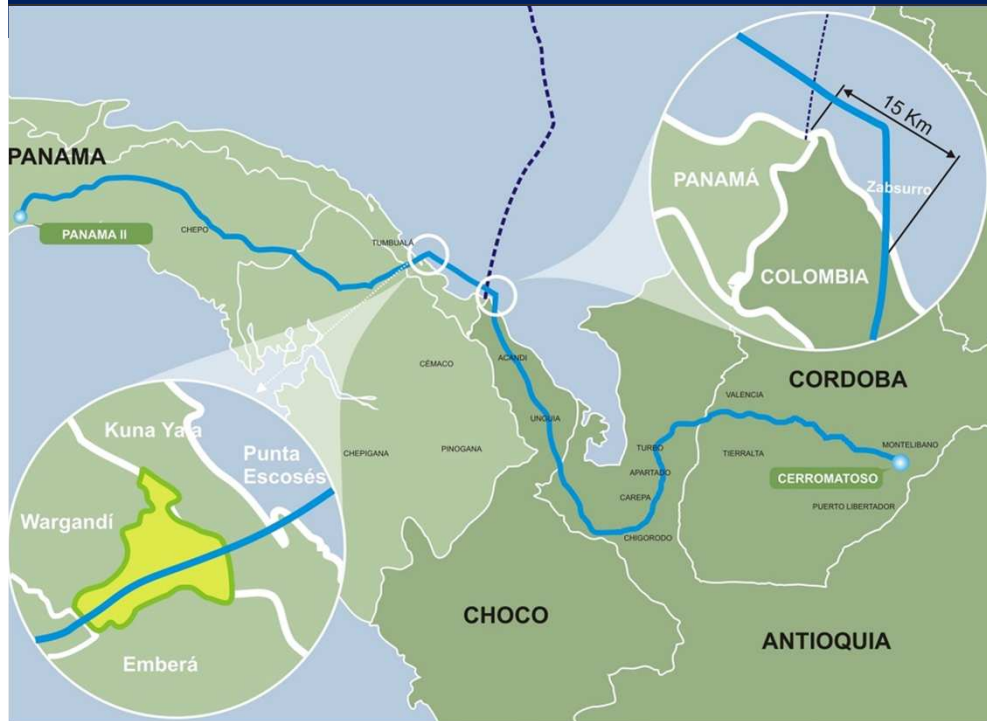 PANAMA
PANAMA II
CHEPO
TUMBUALÁ
15 Km
PANAMÁ
Zabsurro
COLOMBIA
CÉMACO
ACANDI
UNGUIA
CHEPIGANA
PINOGANA
CORDOBA
VALENCIA
TURBO
TIERRALTA
MONTELIBANO
APARTADO
CERROMATOSO
CAREPA
PUERTO LIBERTADOR
CHIGORODO
Kuna Yala
Punta
Escosés
Wargandí
Emberá
CHOCO
ANTIOQUIA